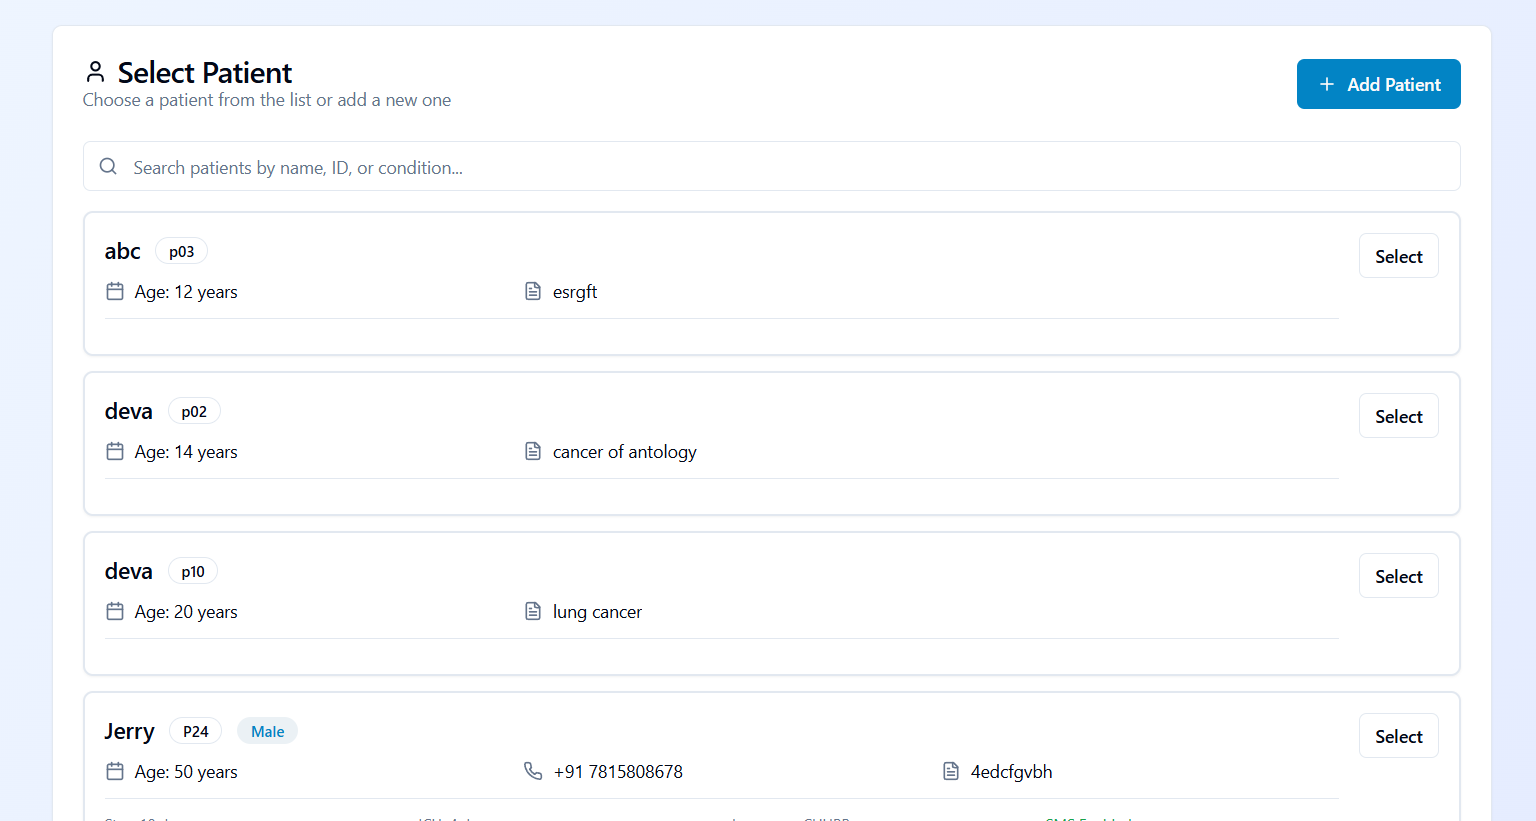 Select Patient
Choose a patient from the list or add a new one
Add Patient
Search patients by name, ID, or condition...
abc p03
Select
Age: 12 years esrgft
deva p02
Select
Age: 14 years cancer of antology
deva p10
Select
Age: 20 years lung cancer
Jerry P24 Male
Select
Age: 50 years +91 7815808678 4edcfgvbh